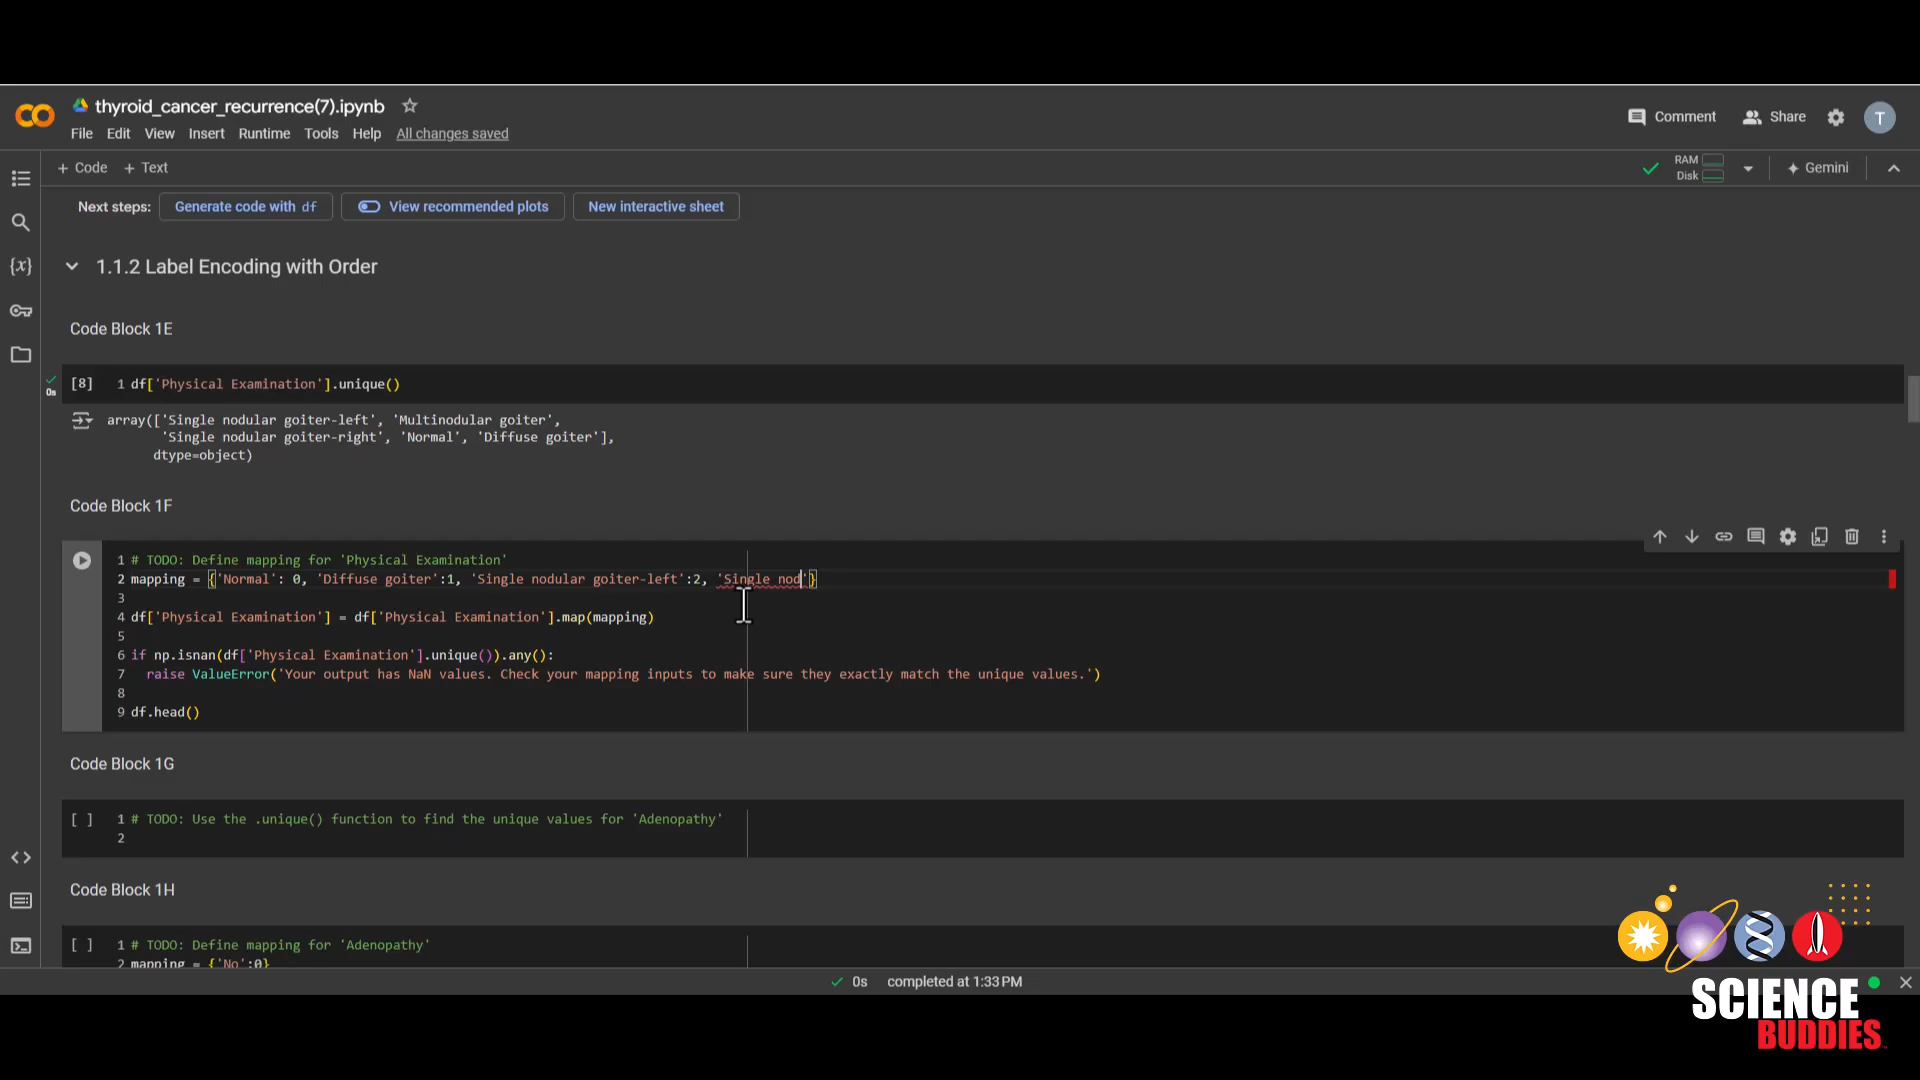 thyroid_cancer_recurrence(7).ipynb
File Edit View Insert Runtime Tools Help All changes saved
Comment Share T
+ Code + Text
RAM
Disk
Gemini
Next steps: Generate code with df View recommended plots New interactive sheet
1.1.2 Label Encoding with Order
Code Block 1E
[8] 1 df['Physical Examination'].unique()
0s
array(['Single nodular goiter-left', 'Multinodular goiter',
'Single nodular goiter-right', 'Normal', 'Diffuse goiter'],
dtype=object)
Code Block 1F
1 # TODO: Define mapping for 'Physical Examination'
2 mapping = {'Normal': 0, 'Diffuse goiter':1, 'Single nodular goiter-left':2, 'Single nod'}
3
4 df['Physical Examination'] = df['Physical Examination'].map(mapping)
5
6 if np.isnan(df['Physical Examination'].unique()).any():
7 raise ValueError('Your output has NaN values. Check your mapping inputs to make sure they exactly match the unique values.')
8
9 df.head()
Code Block 1G
[ ] 1 # TODO: Use the .unique() function to find the unique values for 'Adenopathy'
2
Code Block 1H
[ ] 1 # TODO: Define mapping for 'Adenopathy'
2 mapping = {'No':0}
0s completed at 1:33 PM
SCIENCE
BUDDIES